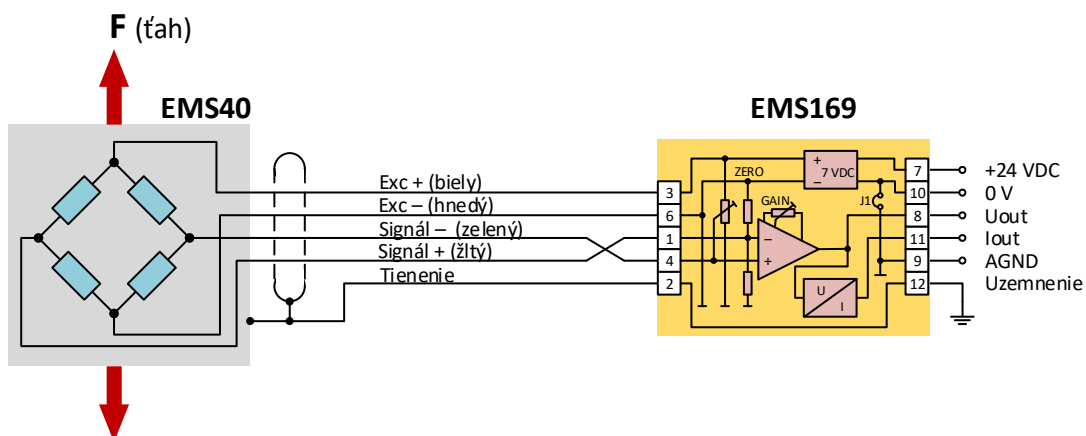 F (ťah)
EMS40
EMS169
Exc + (biely)
Exc – (hnedý)
Signál – (zelený)
Signál + (žltý)
Tienenie
3
6
1
4
2
ZERO
GAIN
+
–
7 VDC
J1
–
+
U
I
7
10
8
11
9
12
+24 VDC
0 V
Uout
Iout
AGND
Uzemnenie